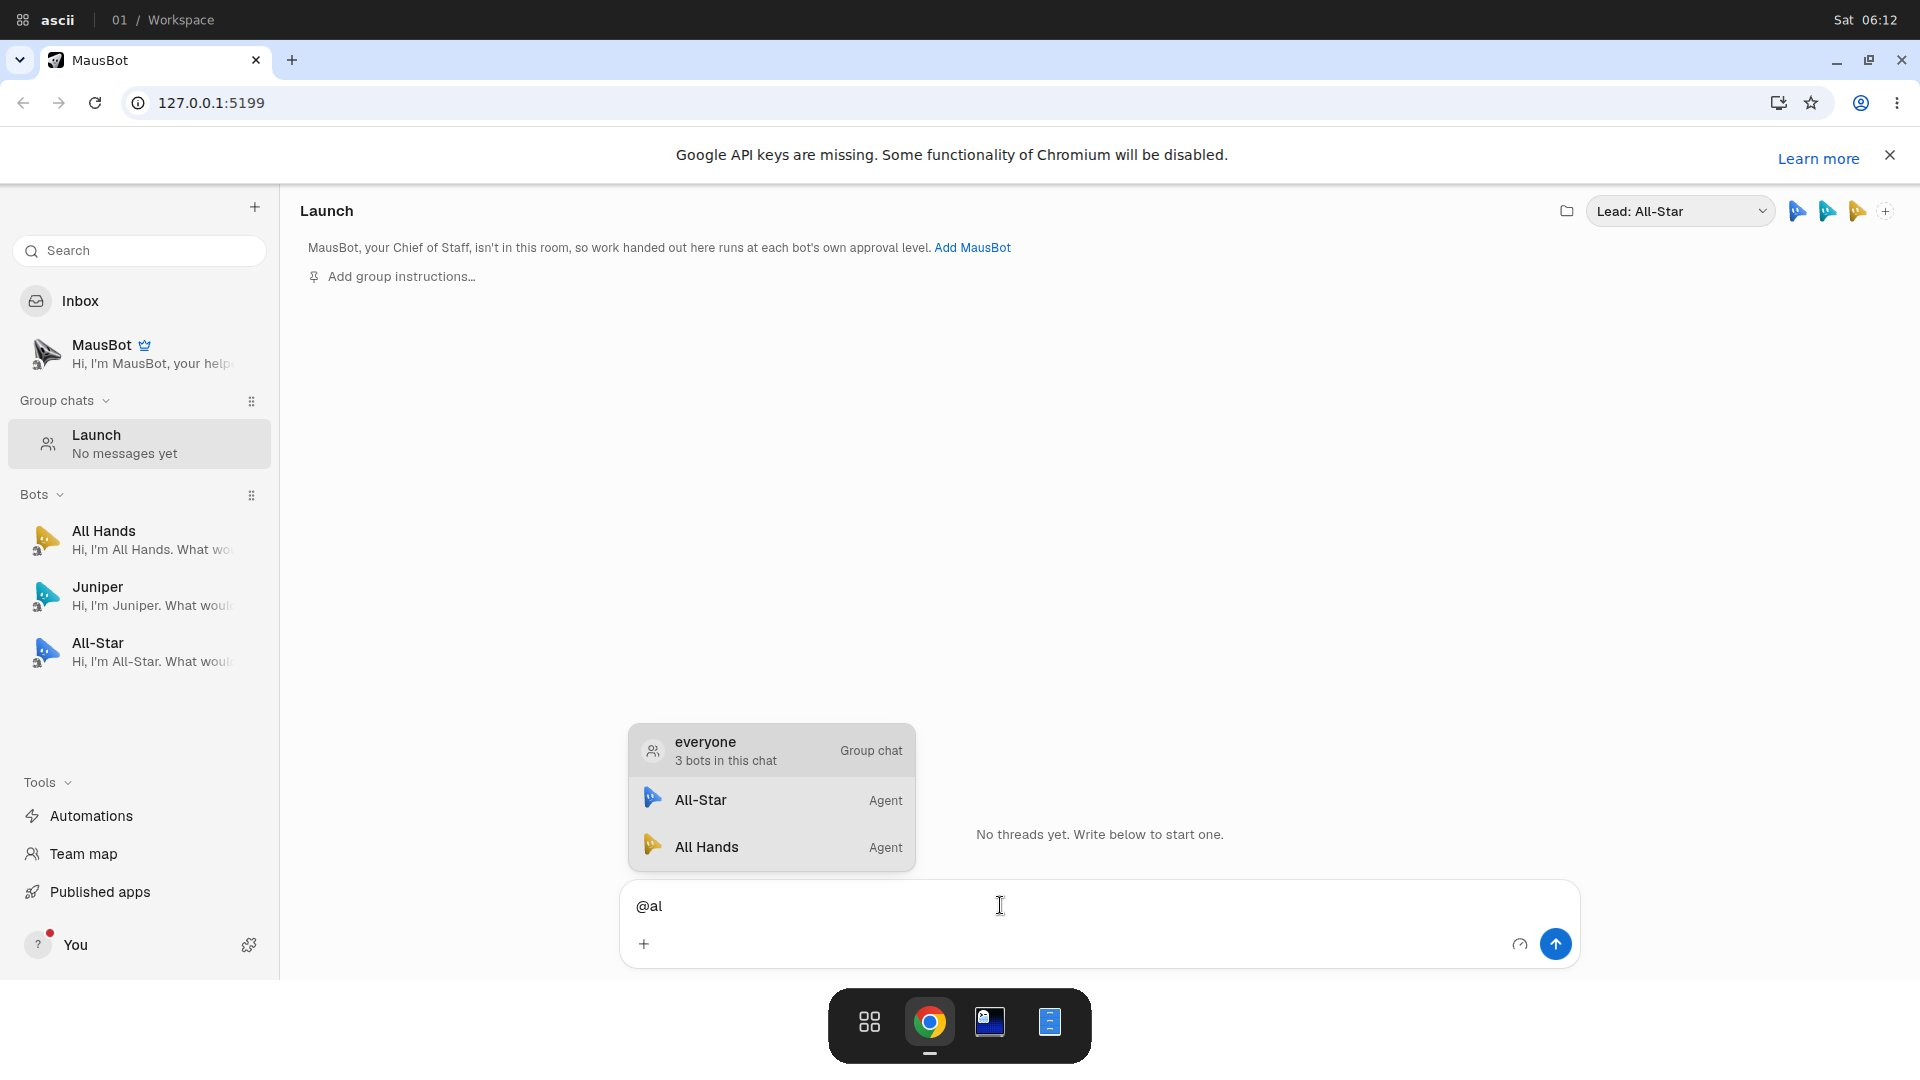 ascii
01 / Workspace
Sat 06:12
MausBot
127.0.0.1:5199
Google API keys are missing. Some functionality of Chromium will be disabled.
Learn more
Search
Inbox
MausBot
Hi, I'm MausBot, your help
Group chats
Launch
No messages yet
Bots
All Hands
Hi, I'm All Hands. What wou
Juniper
Hi, I'm Juniper. What would
All-Star
Hi, I'm All-Star. What would
Tools
Automations
Team map
Published apps
? You
Launch
Lead: All-Star
MausBot, your Chief of Staff, isn't in this room, so work handed out here runs at each bot's own approval level. Add MausBot
Add group instructions…
everyone
3 bots in this chat
Group chat
All-Star Agent
All Hands Agent
No threads yet. Write below to start one.
@al